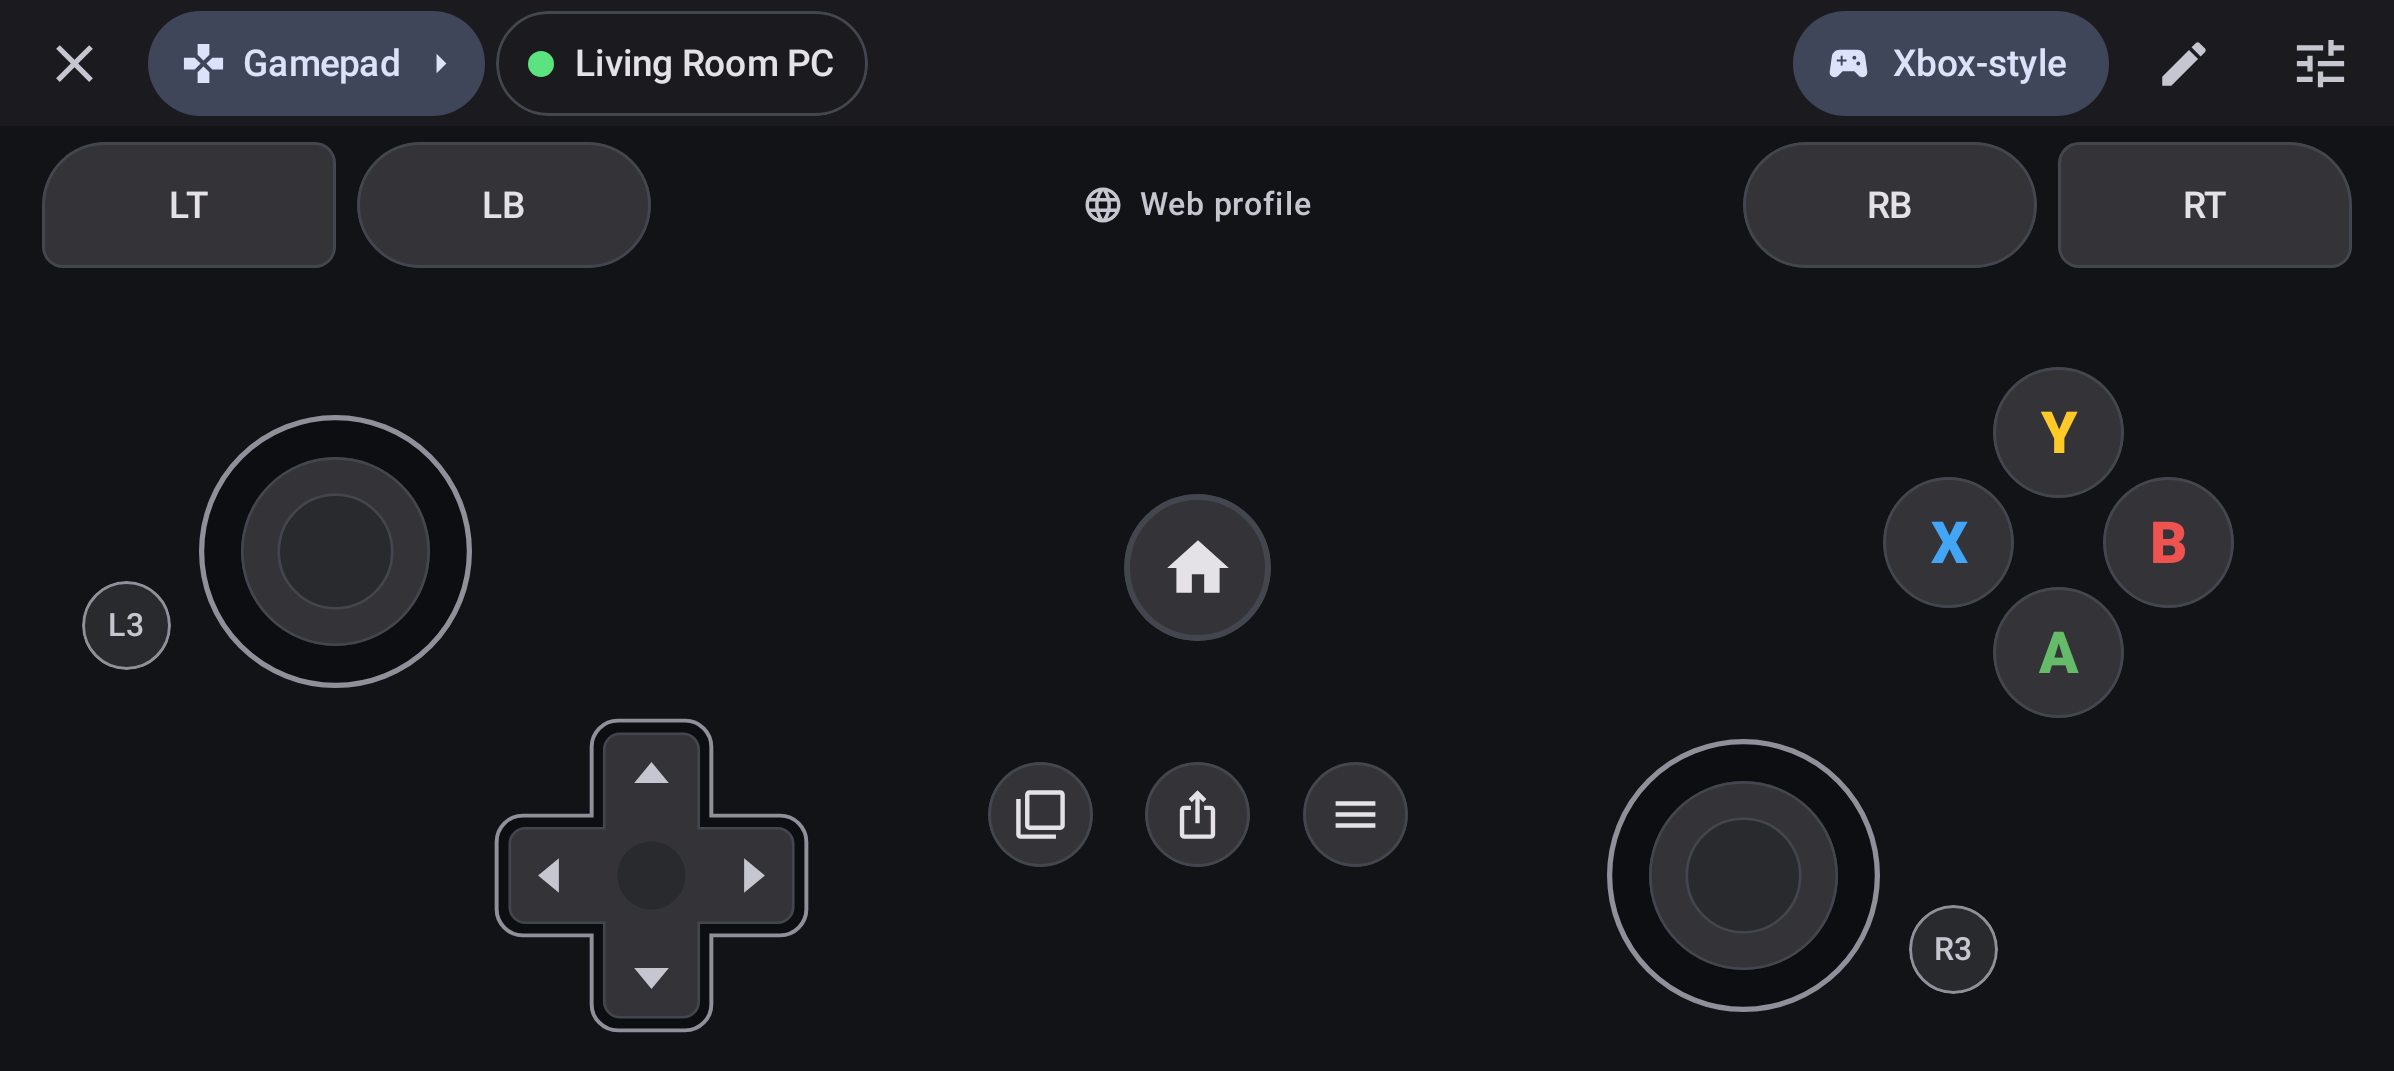 Gamepad
Living Room PC
Xbox-style
LT
LB
Web profile
RB
RT
Y
X
B
A
L3
R3